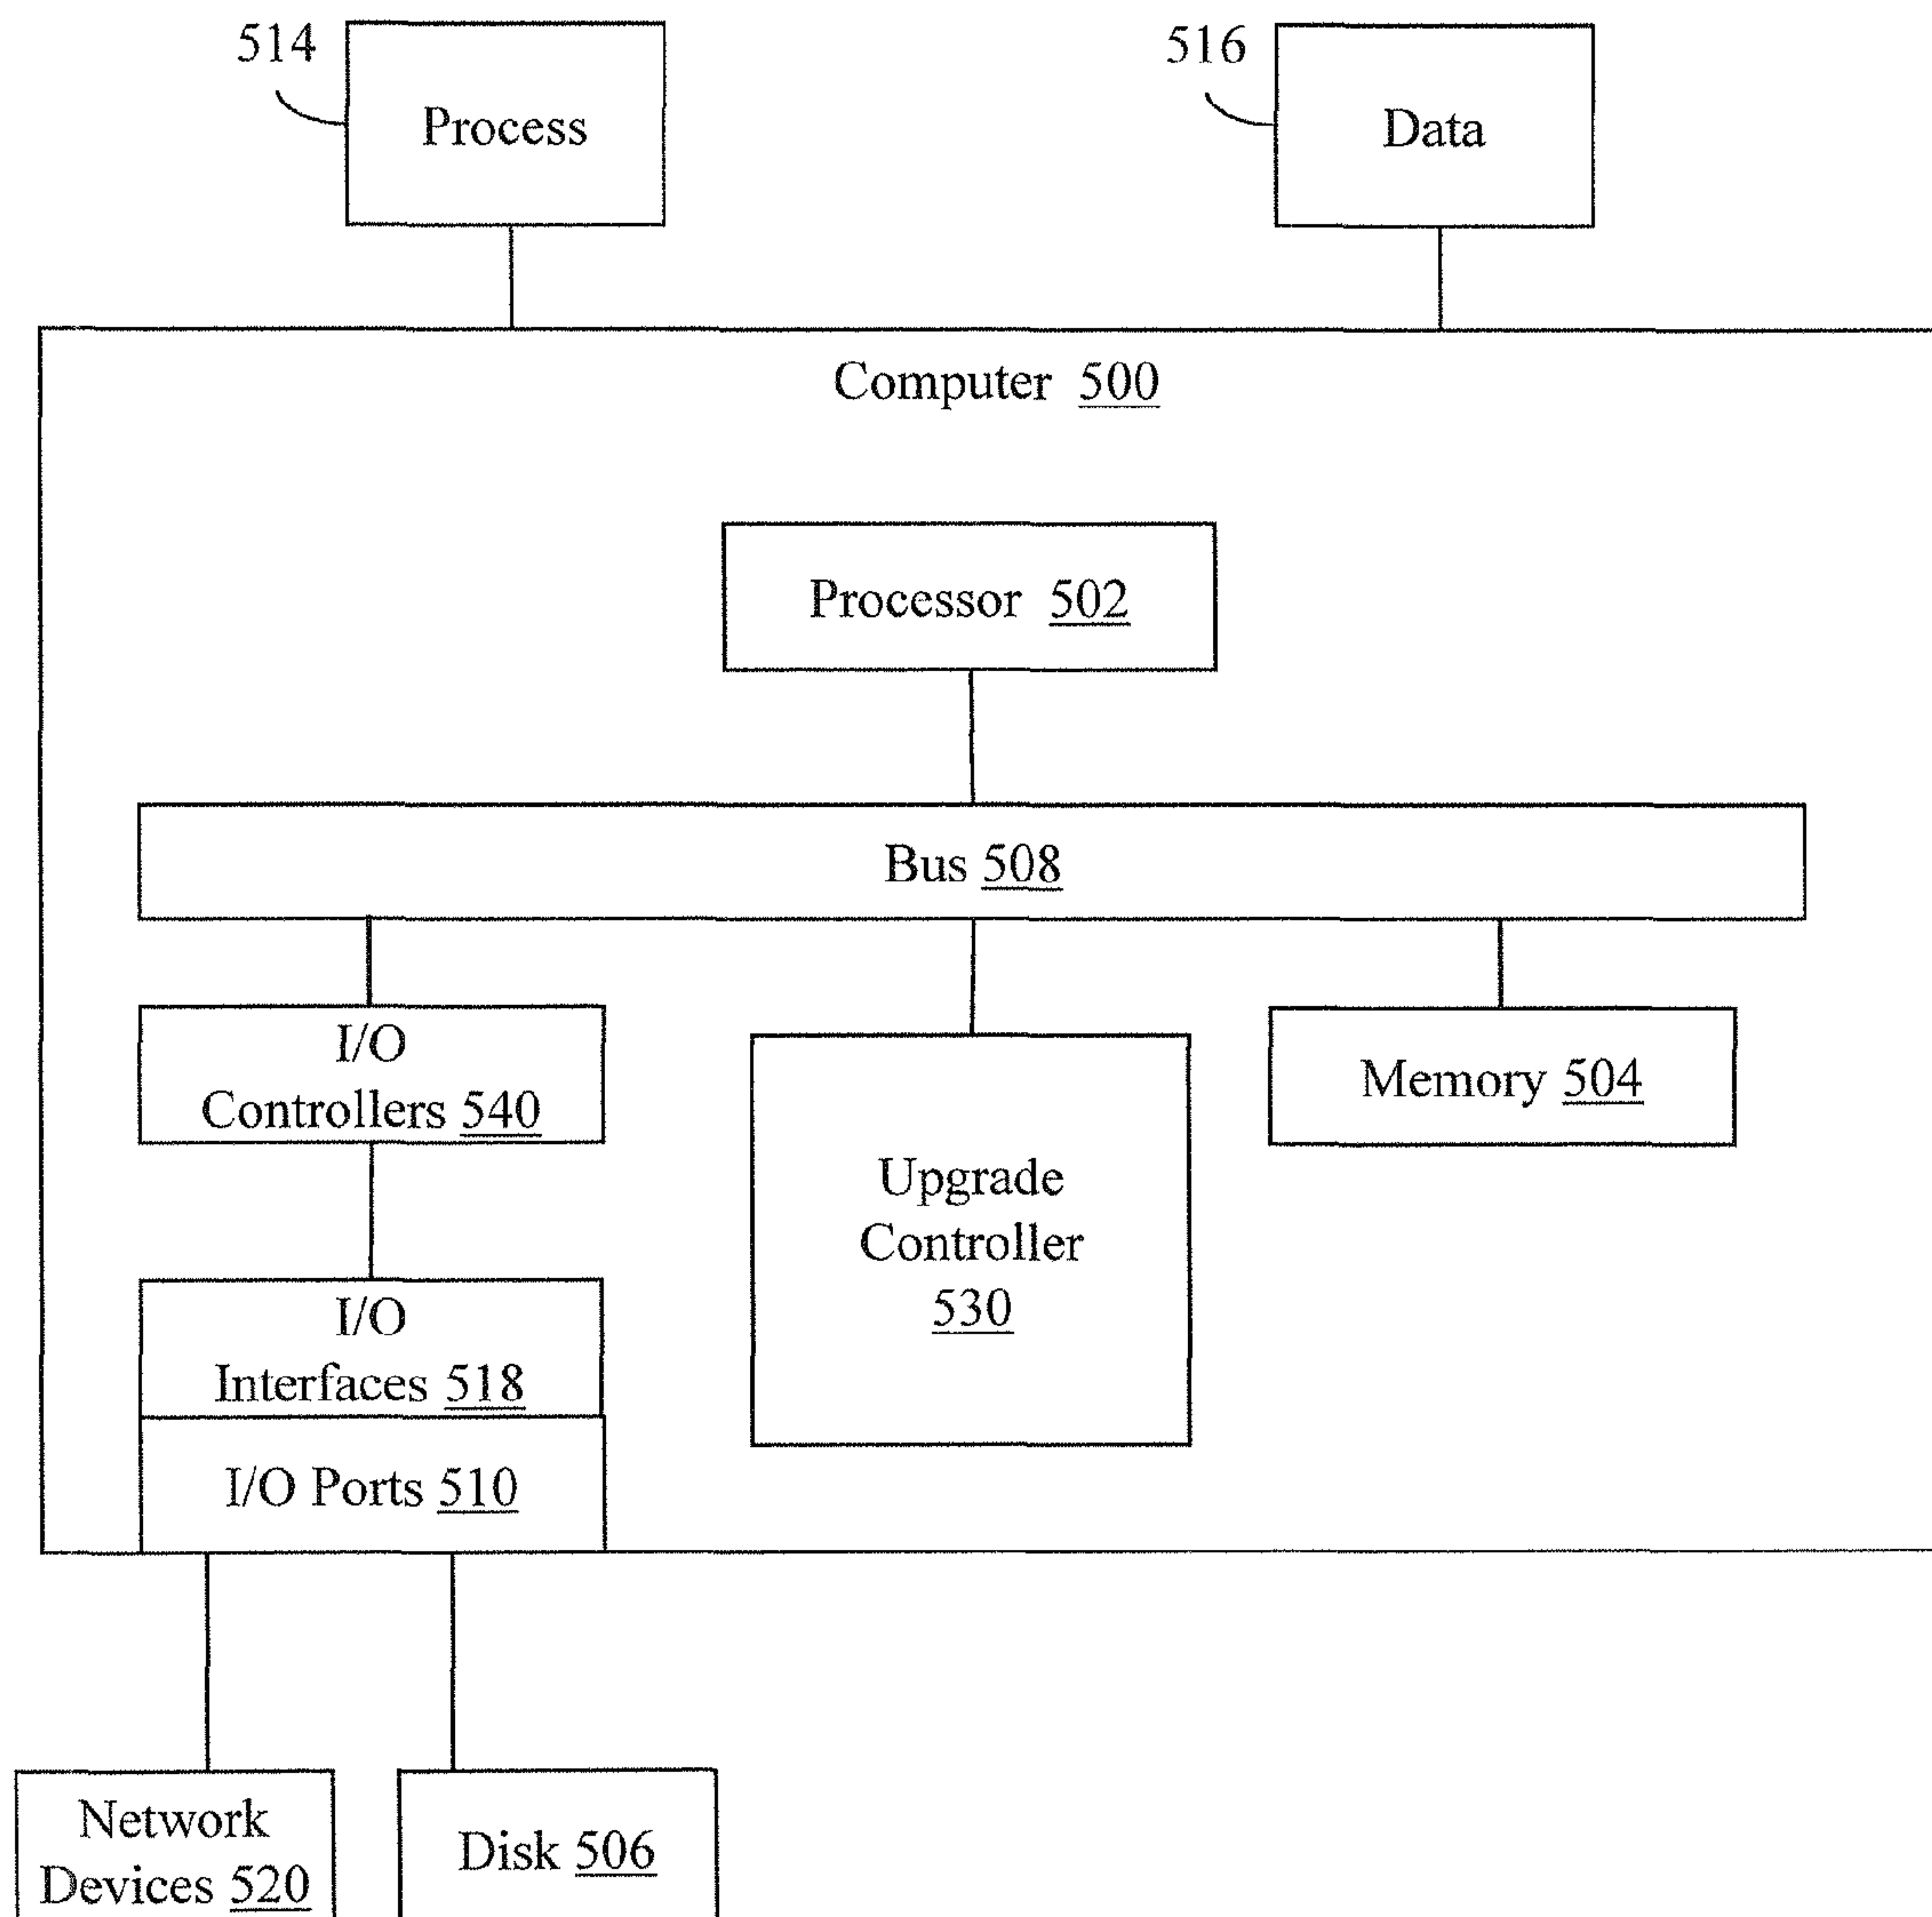 514
Process
516
Data
Computer 500
Processor 502
Bus 508
I/O
Controllers 540
Upgrade
Controller
530
Memory 504
I/O
Interfaces 518
I/O Ports 510
Network
Devices 520
Disk 506